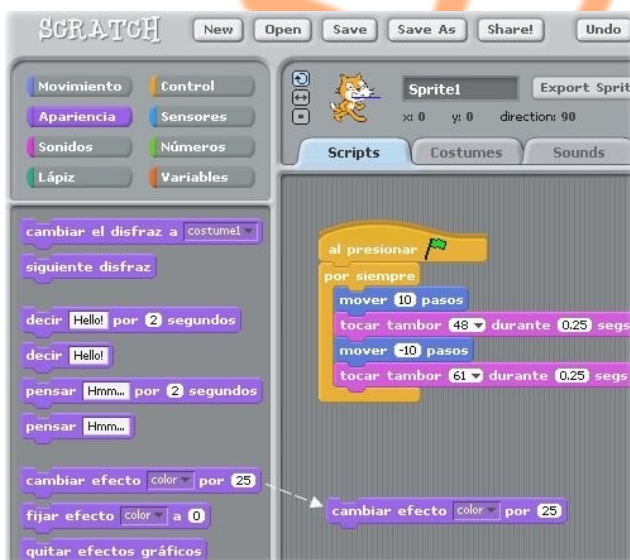 SCRATCH New Open Save Save As Share! Undo
Movimiento Control
Apariencia Sensores
Sonidos Números
Lápiz Variables
Sprite1 Export Sprit
x: 0 y: 0 direction: 90
Scripts Costumes Sounds
cambiar el disfraz a costume1
siguiente disfraz
decir Hello! por 2 segundos
decir Hello!
pensar Hmm... por 2 segundos
pensar Hmm...
cambiar efecto color por 25
fijar efecto color a 0
quitar efectos gráficos
al presionar
por siempre
mover 10 pasos
tocar tambor 48 durante 0.25 segs
mover -10 pasos
tocar tambor 61 durante 0.25 segs
cambiar efecto color por 25